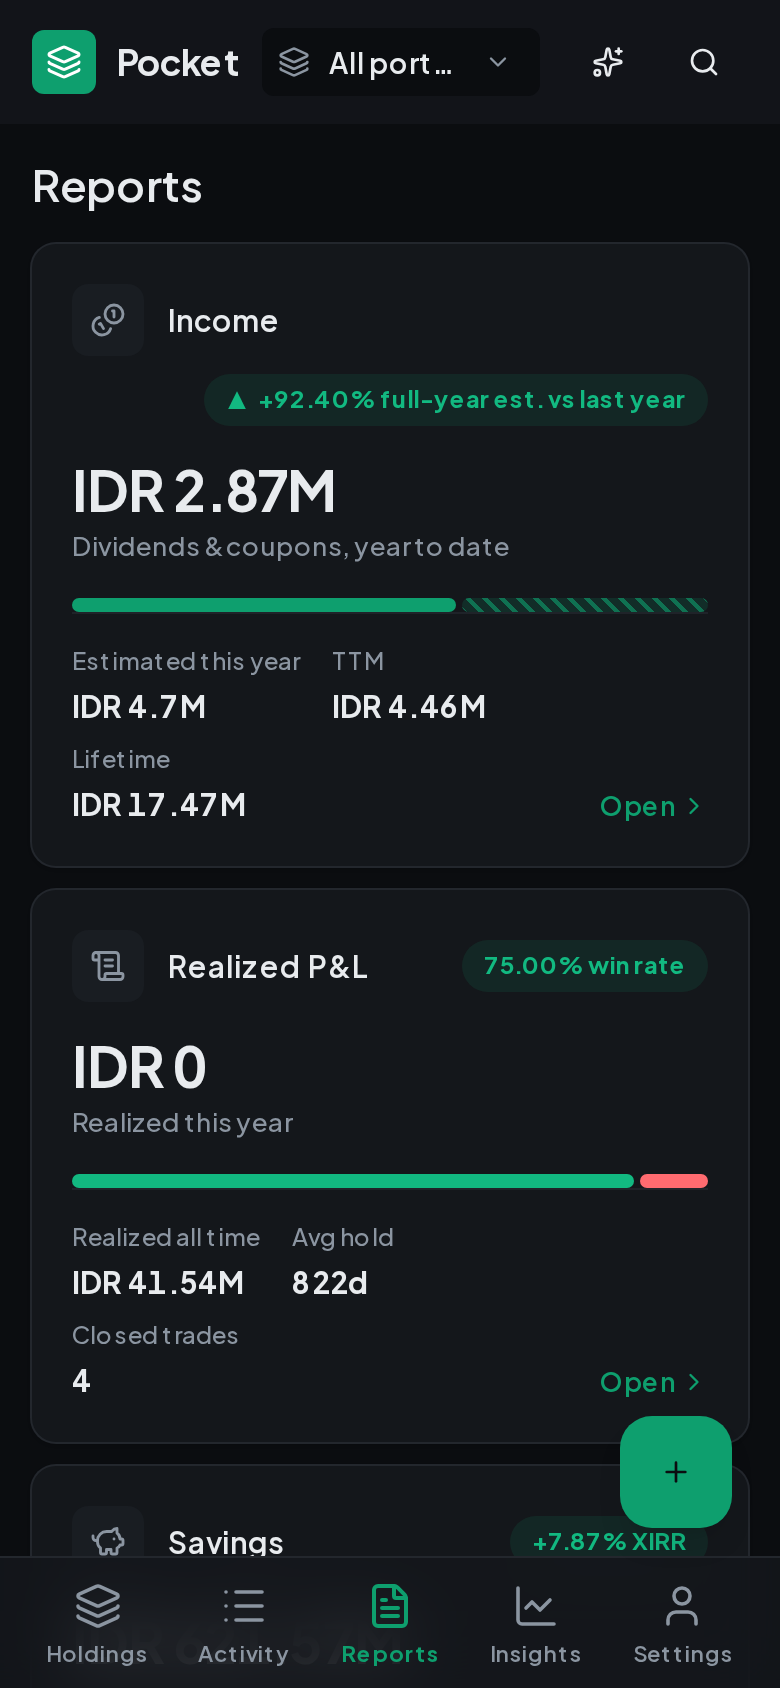 Pocket
All port...
Reports
Income
▲ +92.40% full-year est. vs last year
IDR 2.87M
Dividends & coupons, year to date
Estimated this year TTM
IDR 4.7M IDR 4.46M
Lifetime
IDR 17.47M Open >
Realized P&L 75.00% win rate
IDR 0
Realized this year
Realized all time Avg hold
IDR 41.54M 822d
Closed trades
4 Open >
+
Savings +7.87% XIRR
Holdings Activity Reports Insights Settings